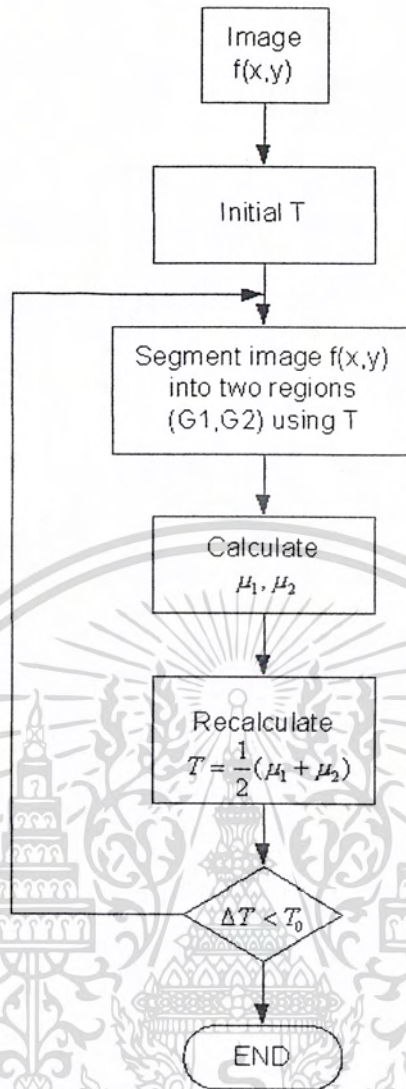 Image
f(x,y)
Initial T
Segment image f(x,y)
into two regions
(G1,G2) using T
Calculate
μ₁, μ₂
Recalculate
T = 1/2 (μ₁ + μ₂)
ΔT < T₀
END